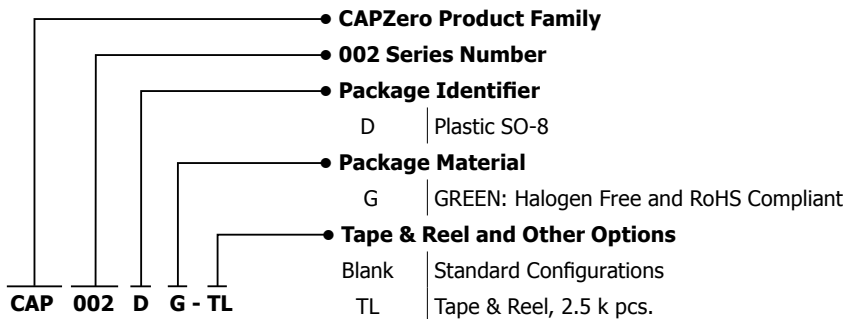 CAPZero Product Family
002 Series Number
Package Identifier
D Plastic SO-8
Package Material
G GREEN: Halogen Free and RoHS Compliant
Tape & Reel and Other Options
Blank Standard Configurations
TL Tape & Reel, 2.5 k pcs.
CAP 002 D G - TL